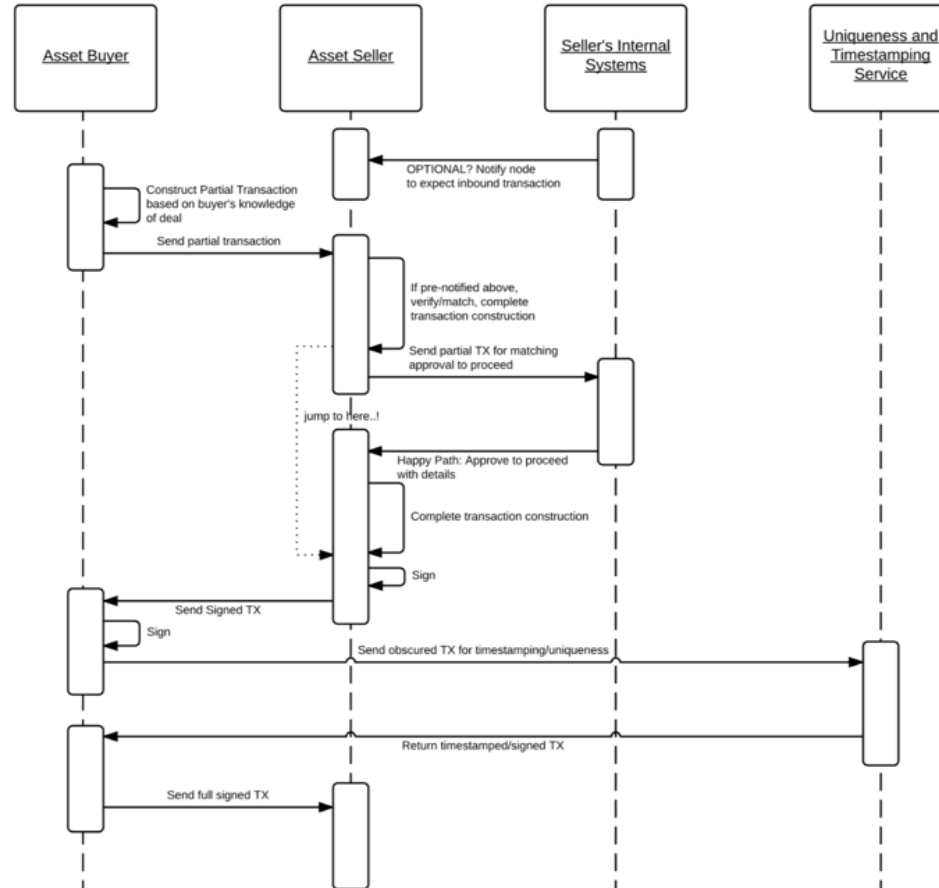 Asset Buyer
Asset Seller
Seller's Internal
Systems
Uniqueness and
Timestamping
Service
OPTIONAL? Notify node
to expect inbound transaction
Construct Partial Transaction
based on buyer's knowledge
of deal
Send partial transaction
If pre-notified above,
verify/match, complete
transaction construction
Send partial TX for matching
approval to proceed
jump to here..!
Happy Path: Approve to proceed
with details
Complete transaction construction
Sign
Send Signed TX
Sign
Send obscured TX for timestamping/uniqueness
Return timestamped/signed TX
Send full signed TX